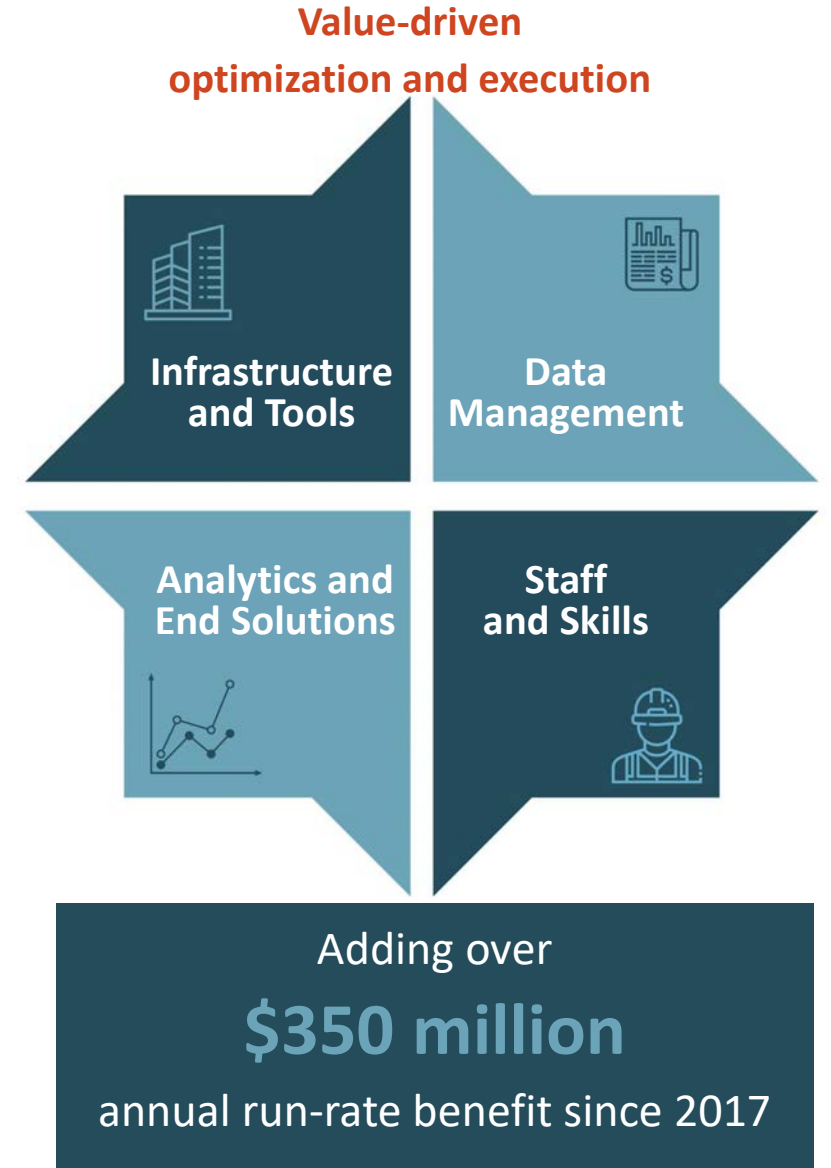 Value-driven
optimization and execution
Infrastructure
and Tools
Data
Management
$
Analytics and
End Solutions
Staff
and Skills
Adding over
$350 million
annual run-rate benefit since 2017